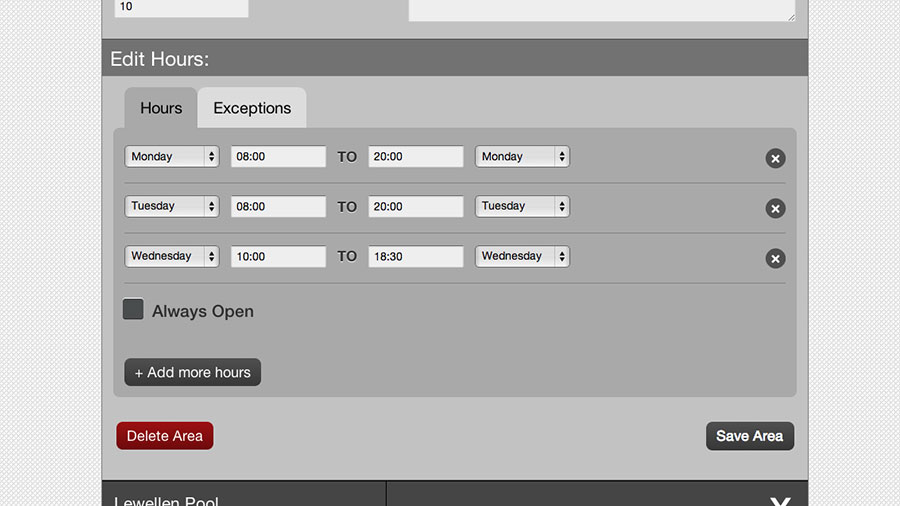 10
Edit Hours:
Hours Exceptions
Monday 08:00 TO 20:00 Monday
Tuesday 08:00 TO 20:00 Tuesday
Wednesday 10:00 TO 18:30 Wednesday
Always Open
+ Add more hours
Delete Area Save Area
Lewellen Pool